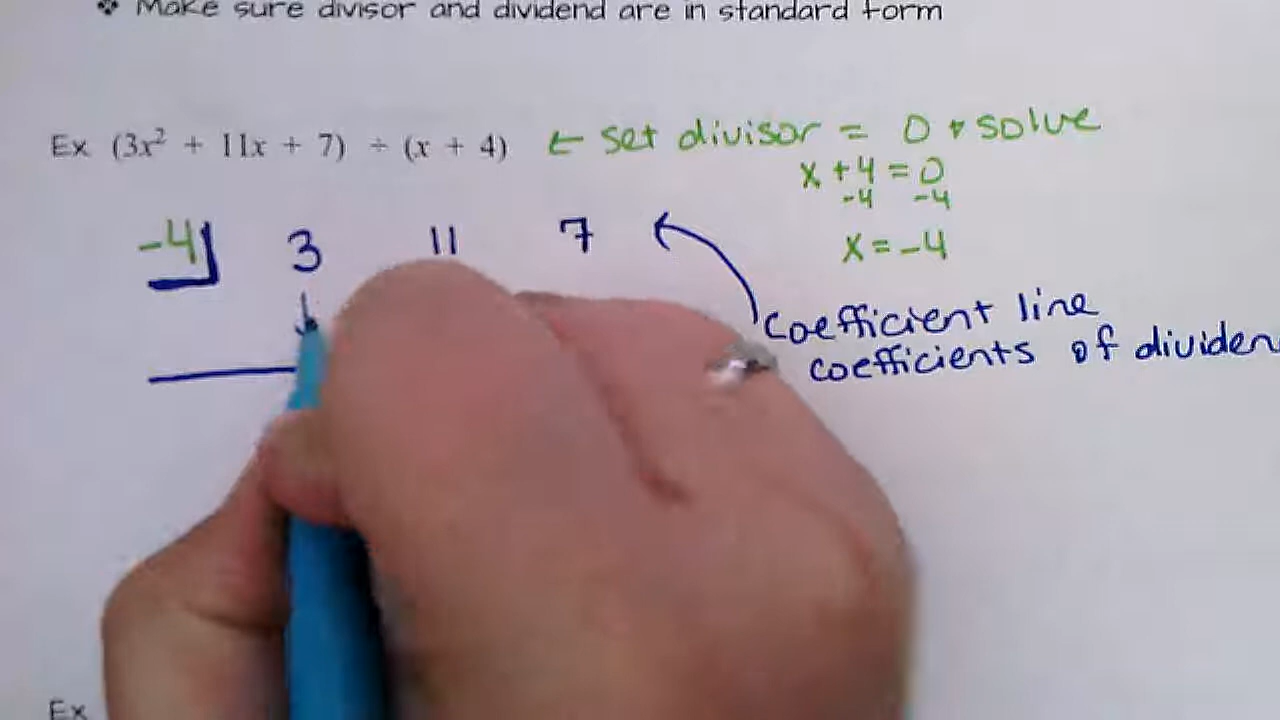 ❖ Make sure divisor and dividend are in standard form
Ex (3x² + 11x + 7) ÷ (x + 4) ← set divisor = 0 & solve
x + 4 = 0
-4 -4
x = -4
-4 3 11 7
Coefficient line
coefficients of dividen
Ex